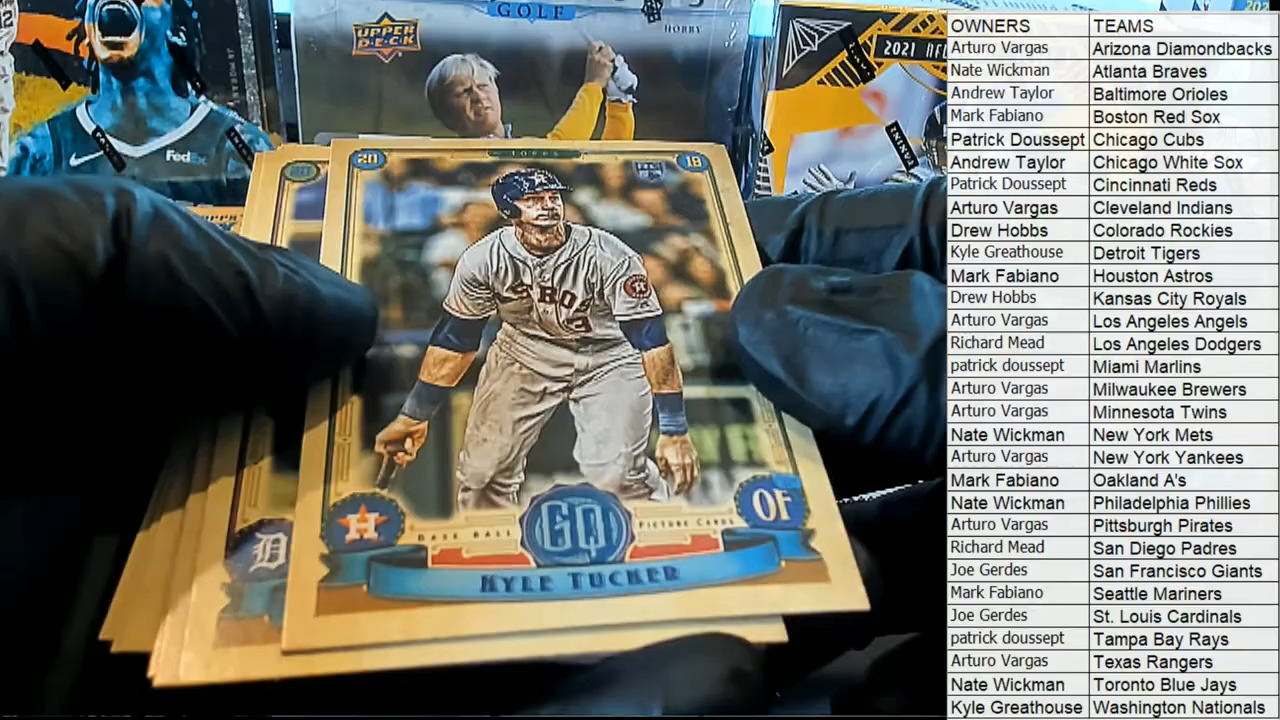 GOLF
UPPER DECK
HOBBY
2021 NFL
PANINI
FedEx
20 TOPPS 18
ASTROS
3
H
BASE BALL GQ PICTURE CARDS
OF
D
KYLE TUCKER
OWNERS TEAMS
Arturo Vargas Arizona Diamondbacks
Nate Wickman Atlanta Braves
Andrew Taylor Baltimore Orioles
Mark Fabiano Boston Red Sox
Patrick Doussept Chicago Cubs
Andrew Taylor Chicago White Sox
Patrick Doussept Cincinnati Reds
Arturo Vargas Cleveland Indians
Drew Hobbs Colorado Rockies
Kyle Greathouse Detroit Tigers
Mark Fabiano Houston Astros
Drew Hobbs Kansas City Royals
Arturo Vargas Los Angeles Angels
Richard Mead Los Angeles Dodgers
patrick doussept Miami Marlins
Arturo Vargas Milwaukee Brewers
Arturo Vargas Minnesota Twins
Nate Wickman New York Mets
Arturo Vargas New York Yankees
Mark Fabiano Oakland A's
Nate Wickman Philadelphia Phillies
Arturo Vargas Pittsburgh Pirates
Richard Mead San Diego Padres
Joe Gerdes San Francisco Giants
Mark Fabiano Seattle Mariners
Joe Gerdes St. Louis Cardinals
patrick doussept Tampa Bay Rays
Arturo Vargas Texas Rangers
Nate Wickman Toronto Blue Jays
Kyle Greathouse Washington Nationals